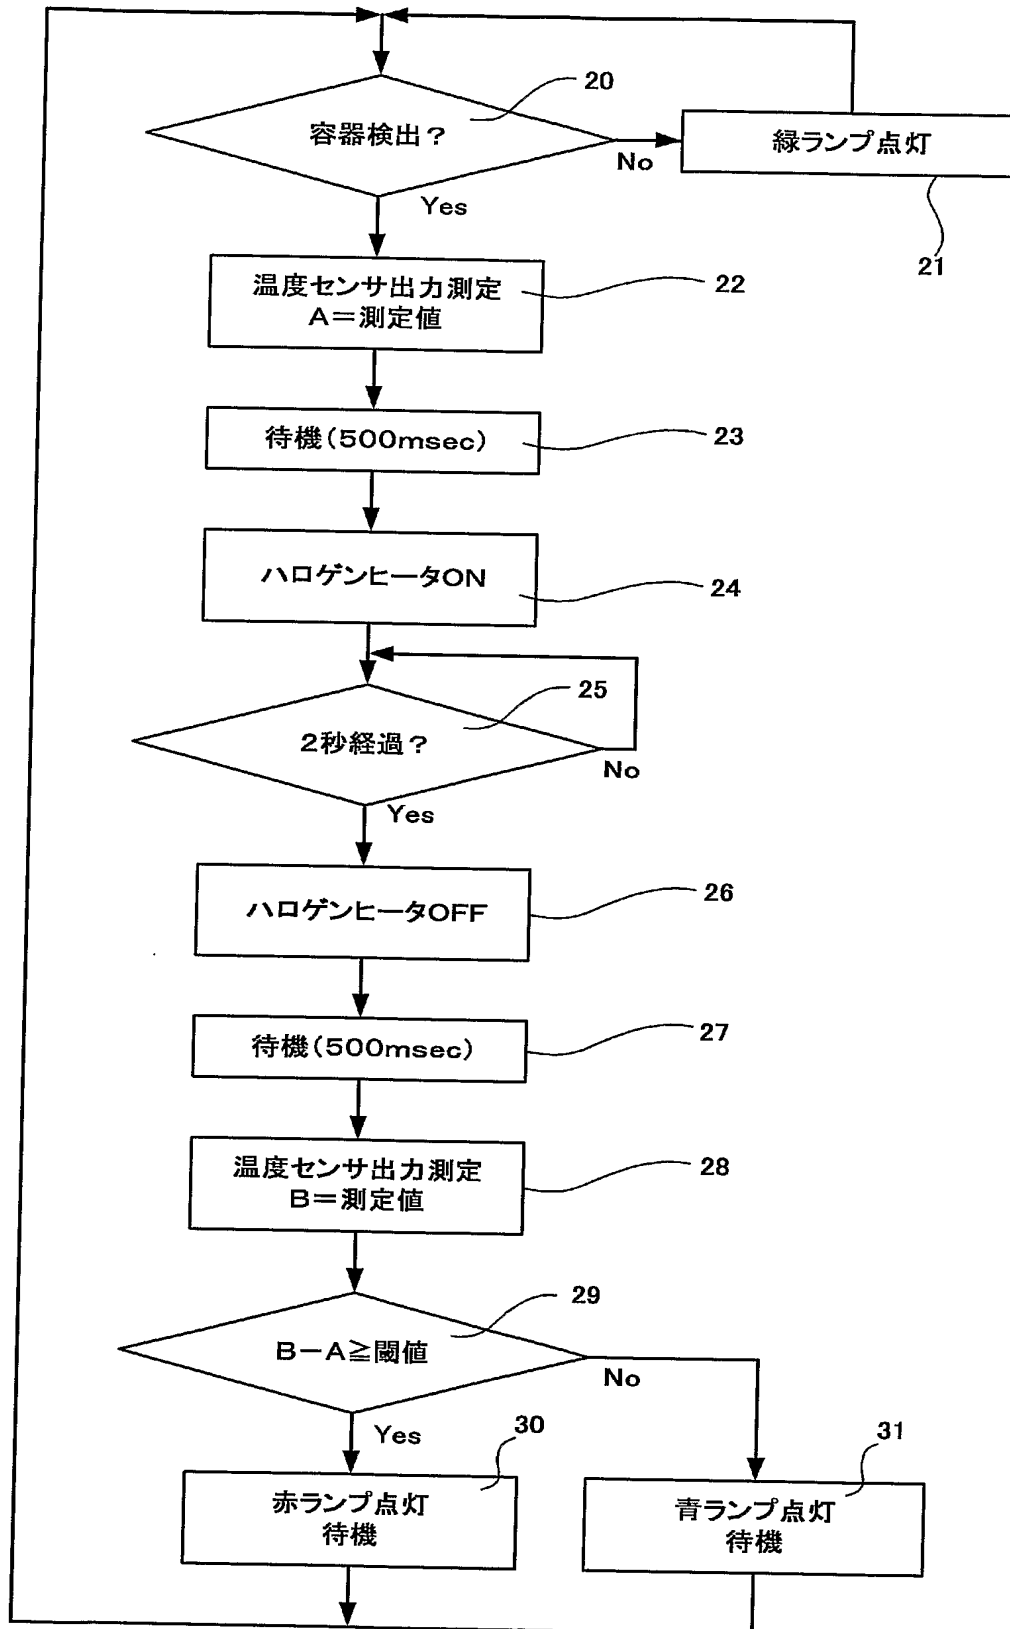 20
容器検出？
No
緑ランプ点灯
21
Yes
温度センサ出力測定
A＝測定値
22
待機(500msec)
23
ハロゲンヒータON
24
25
2秒経過？
No
Yes
ハロゲンヒータOFF
26
待機(500msec)
27
温度センサ出力測定
B＝測定値
28
29
B－A≧閾値
No
Yes
30
赤ランプ点灯
待機
31
青ランプ点灯
待機